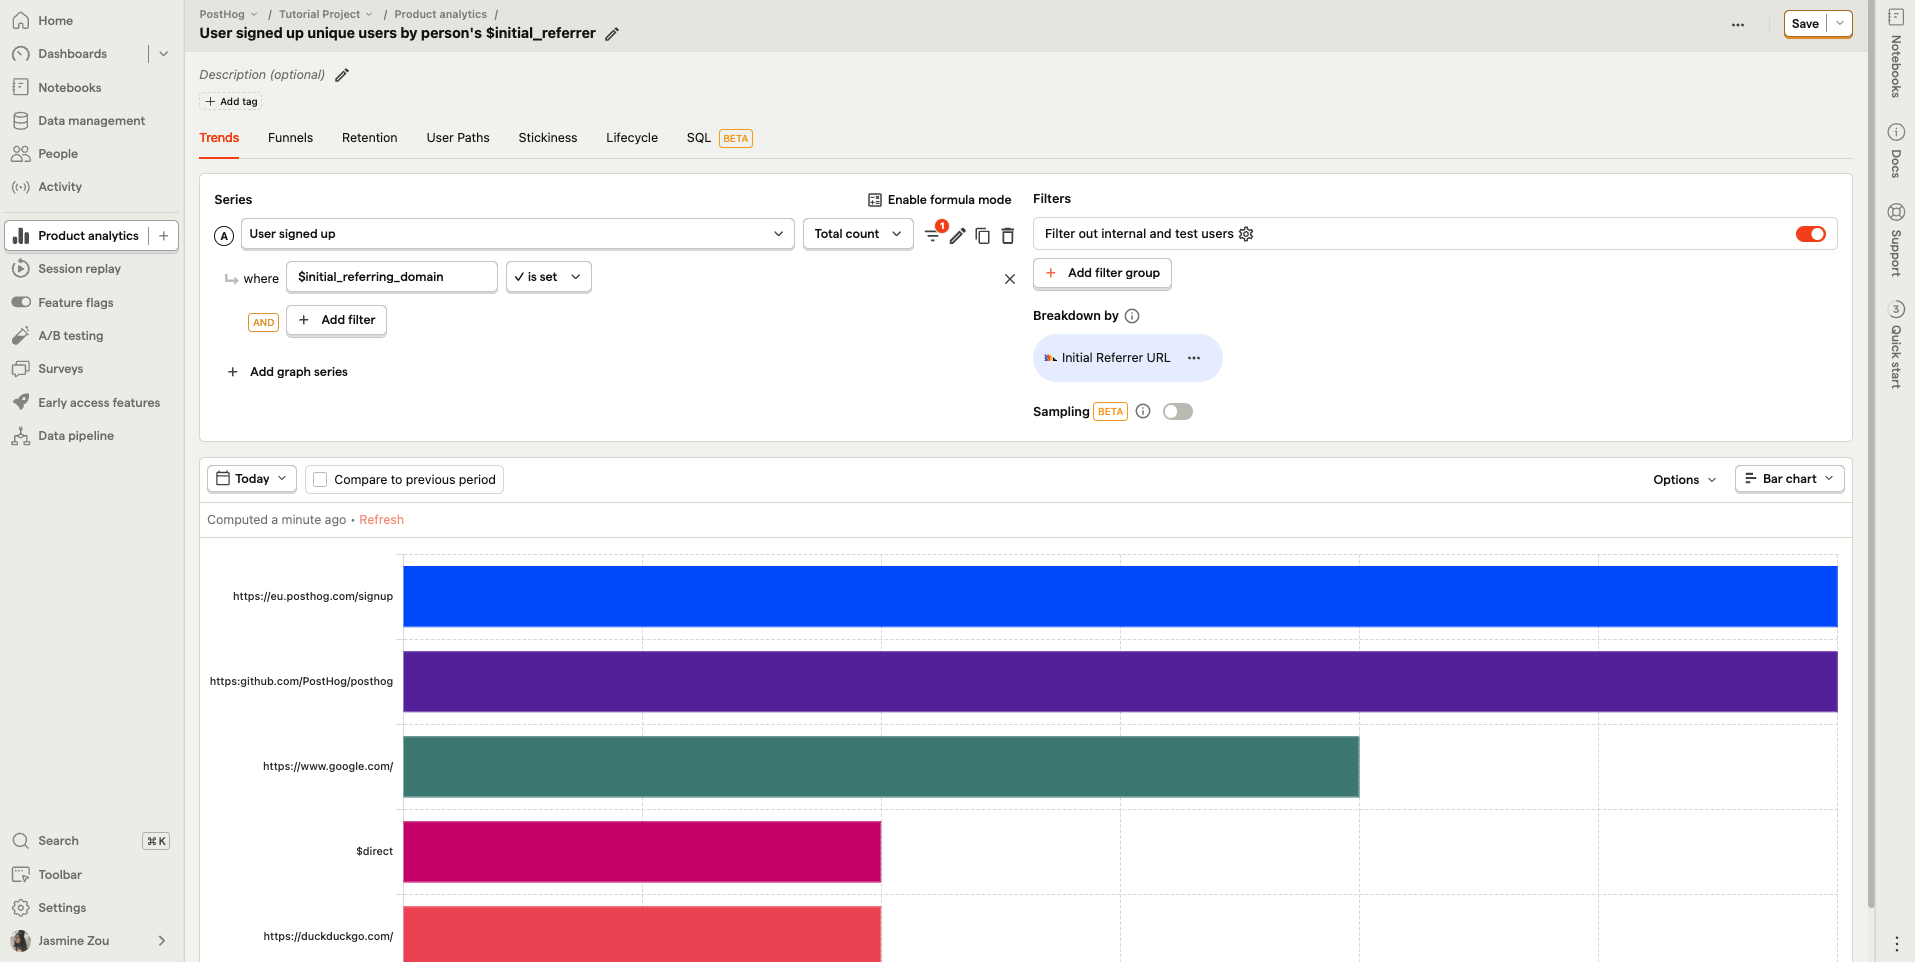 Home
Dashboards
Notebooks
Data management
People
Activity
Product analytics
Session replay
Feature flags
A/B testing
Surveys
Early access features
Data pipeline
Search ⌘ K
Toolbar
Settings
Jasmine Zou
PostHog / Tutorial Project / Product analytics /
User signed up unique users by person's $initial_referrer
... Save
Description (optional)
+ Add tag
Trends Funnels Retention User Paths Stickiness Lifecycle SQL BETA
Series Enable formula mode
A User signed up Total count 1
where $initial_referring_domain ✓ is set
AND + Add filter
+ Add graph series
Filters
Filter out internal and test users
+ Add filter group
Breakdown by
Initial Referrer URL ...
Sampling BETA
Today Compare to previous period Options Bar chart
Computed a minute ago • Refresh
https://eu.posthog.com/signup
https:github.com/PostHog/posthog
https://www.google.com/
$direct
https://duckduckgo.com/
Notebooks
Docs
Support
3
Quick start